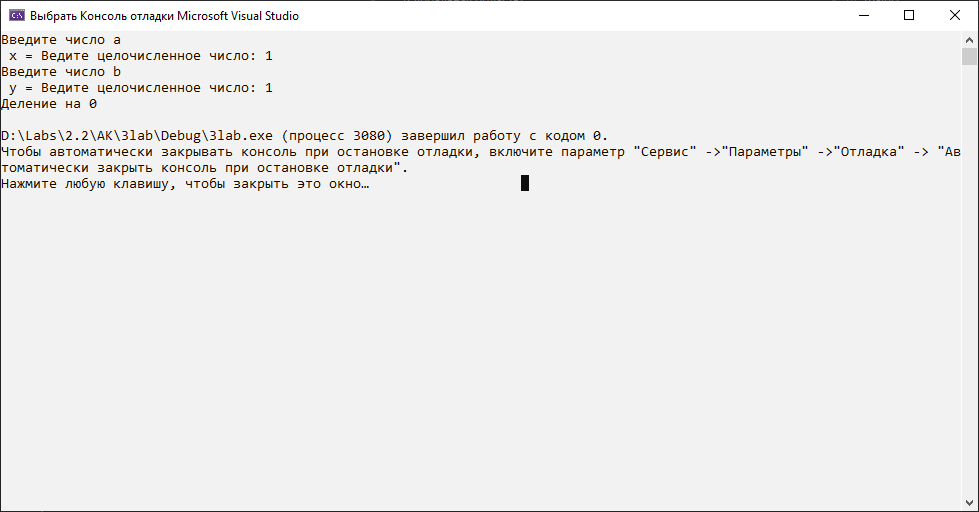 Выбрать Консоль отладки Microsoft Visual Studio
Введите число a
x = Ведите целочисленное число: 1
Введите число b
y = Ведите целочисленное число: 1
Деление на 0
D:\Labs\2.2\АК\3lab\Debug\3lab.exe (процесс 3080) завершил работу с кодом 0.
Чтобы автоматически закрывать консоль при остановке отладки, включите параметр "Сервис" ->"Параметры" ->"Отладка" -> "Ав
томатически закрыть консоль при остановке отладки".
Нажмите любую клавишу, чтобы закрыть это окно…